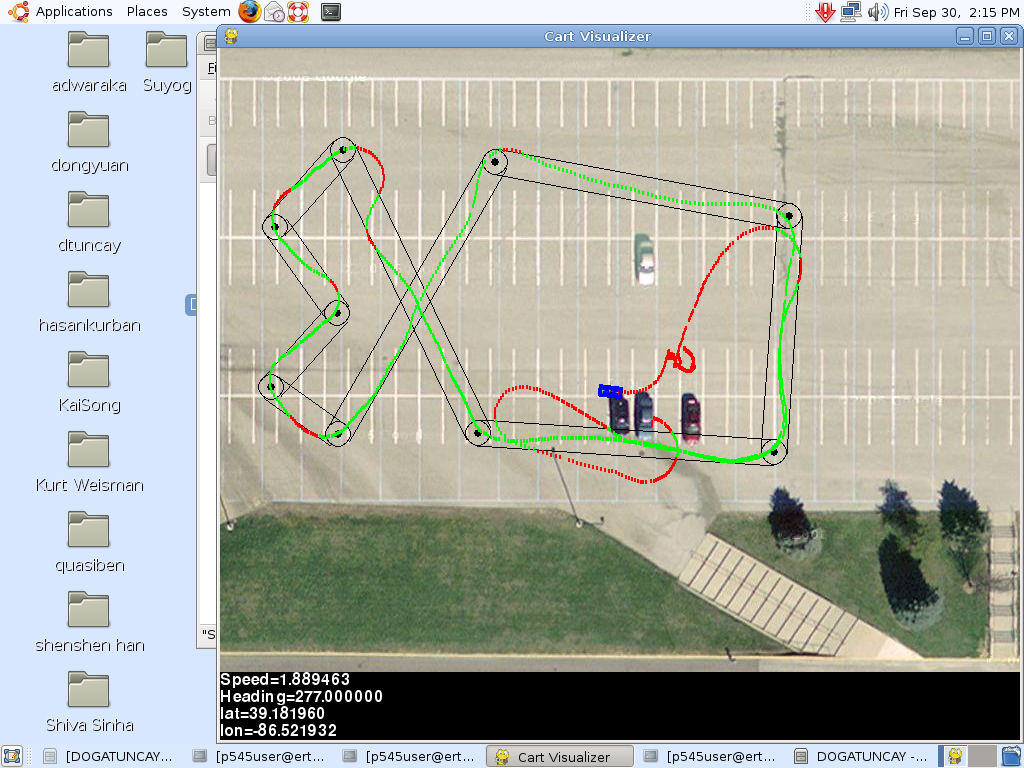 Applications Places System
Fri Sep 30, 2:15 PM
Cart Visualizer
adwaraka
Suyog
dongyuan
dtuncay
hasankurban
KaiSong
Kurt Weisman
quasiben
shenshen han
Shiva Sinha
Fi
"S
Speed=1.889463
Heading=277.000000
lat=39.181960
lon=-86.521932
[DOGATUNCAY... [p545user@ert... [p545user@ert... Cart Visualizer [p545user@ert... DOGATUNCAY -...